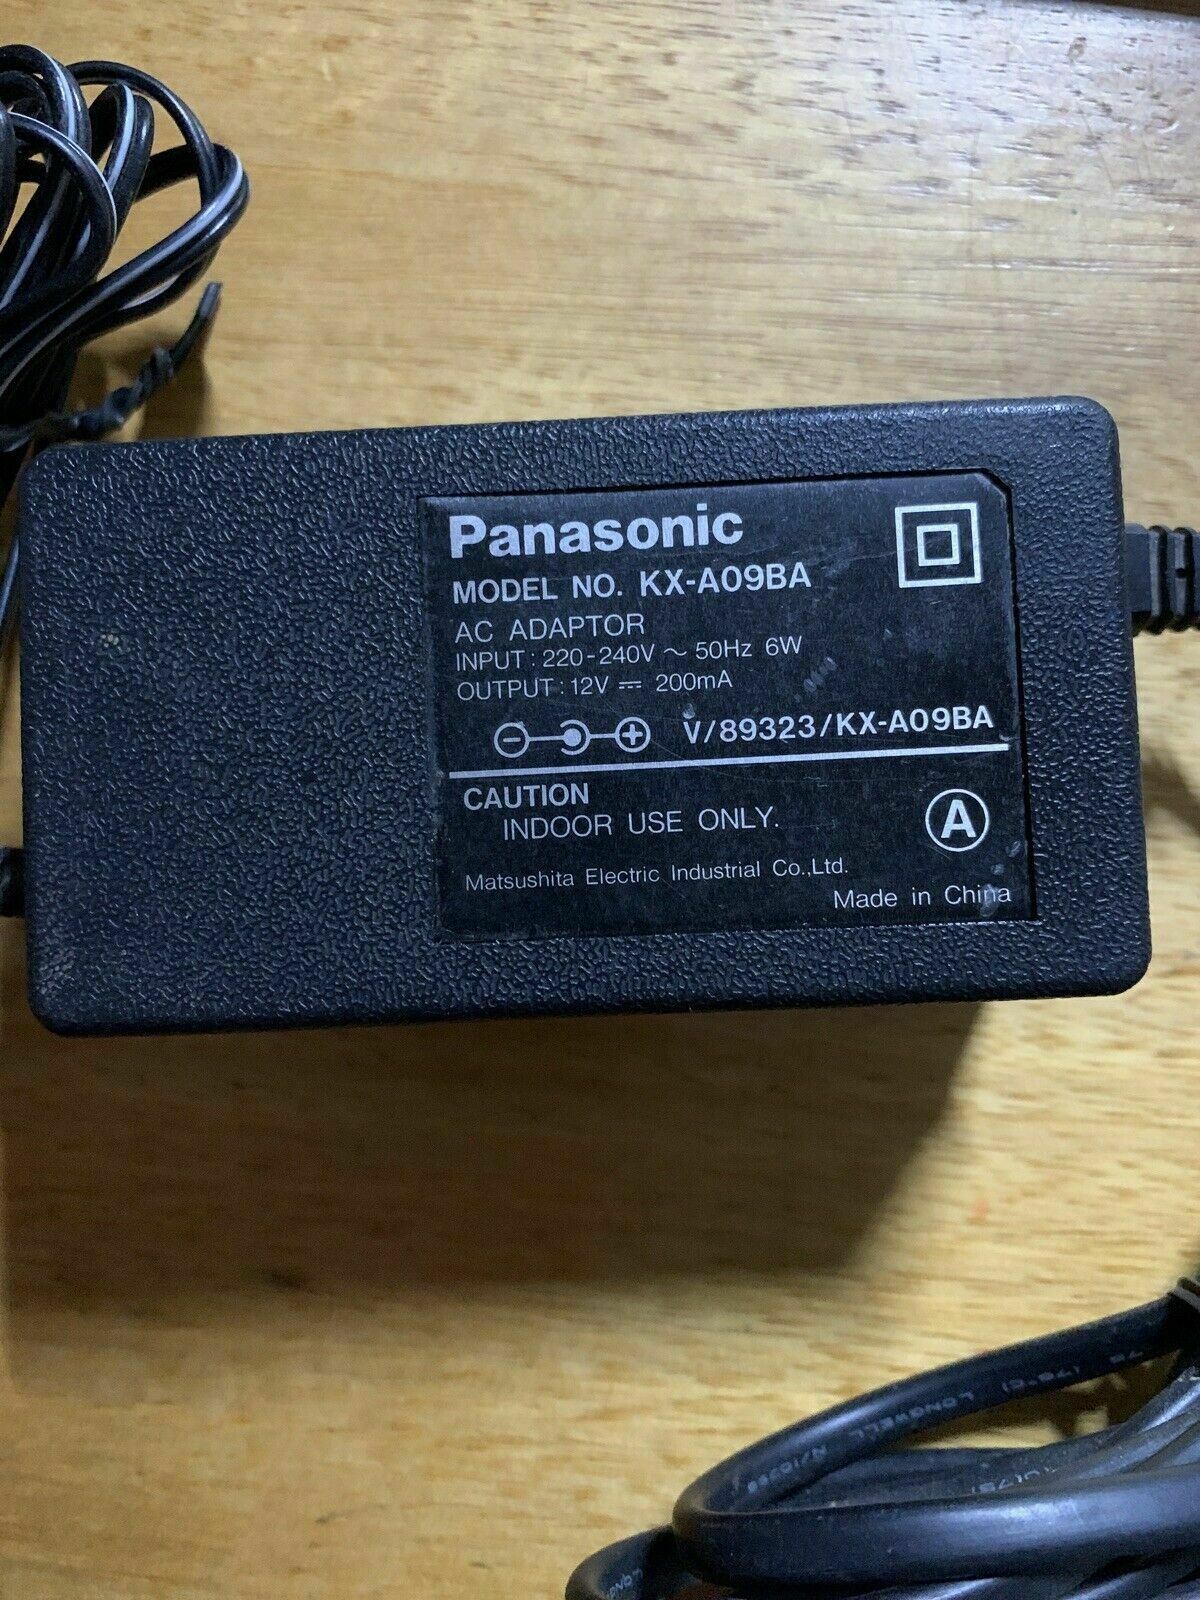 Panasonic
MODEL NO. KX-A09BA
AC ADAPTOR
INPUT : 220-240V ～ 50Hz 6W
OUTPUT : 12V ⎓ 200mA
V/89323/KX-A09BA
CAUTION
INDOOR USE ONLY.
A
Matsushita Electric Industrial Co.,Ltd.
Made in China